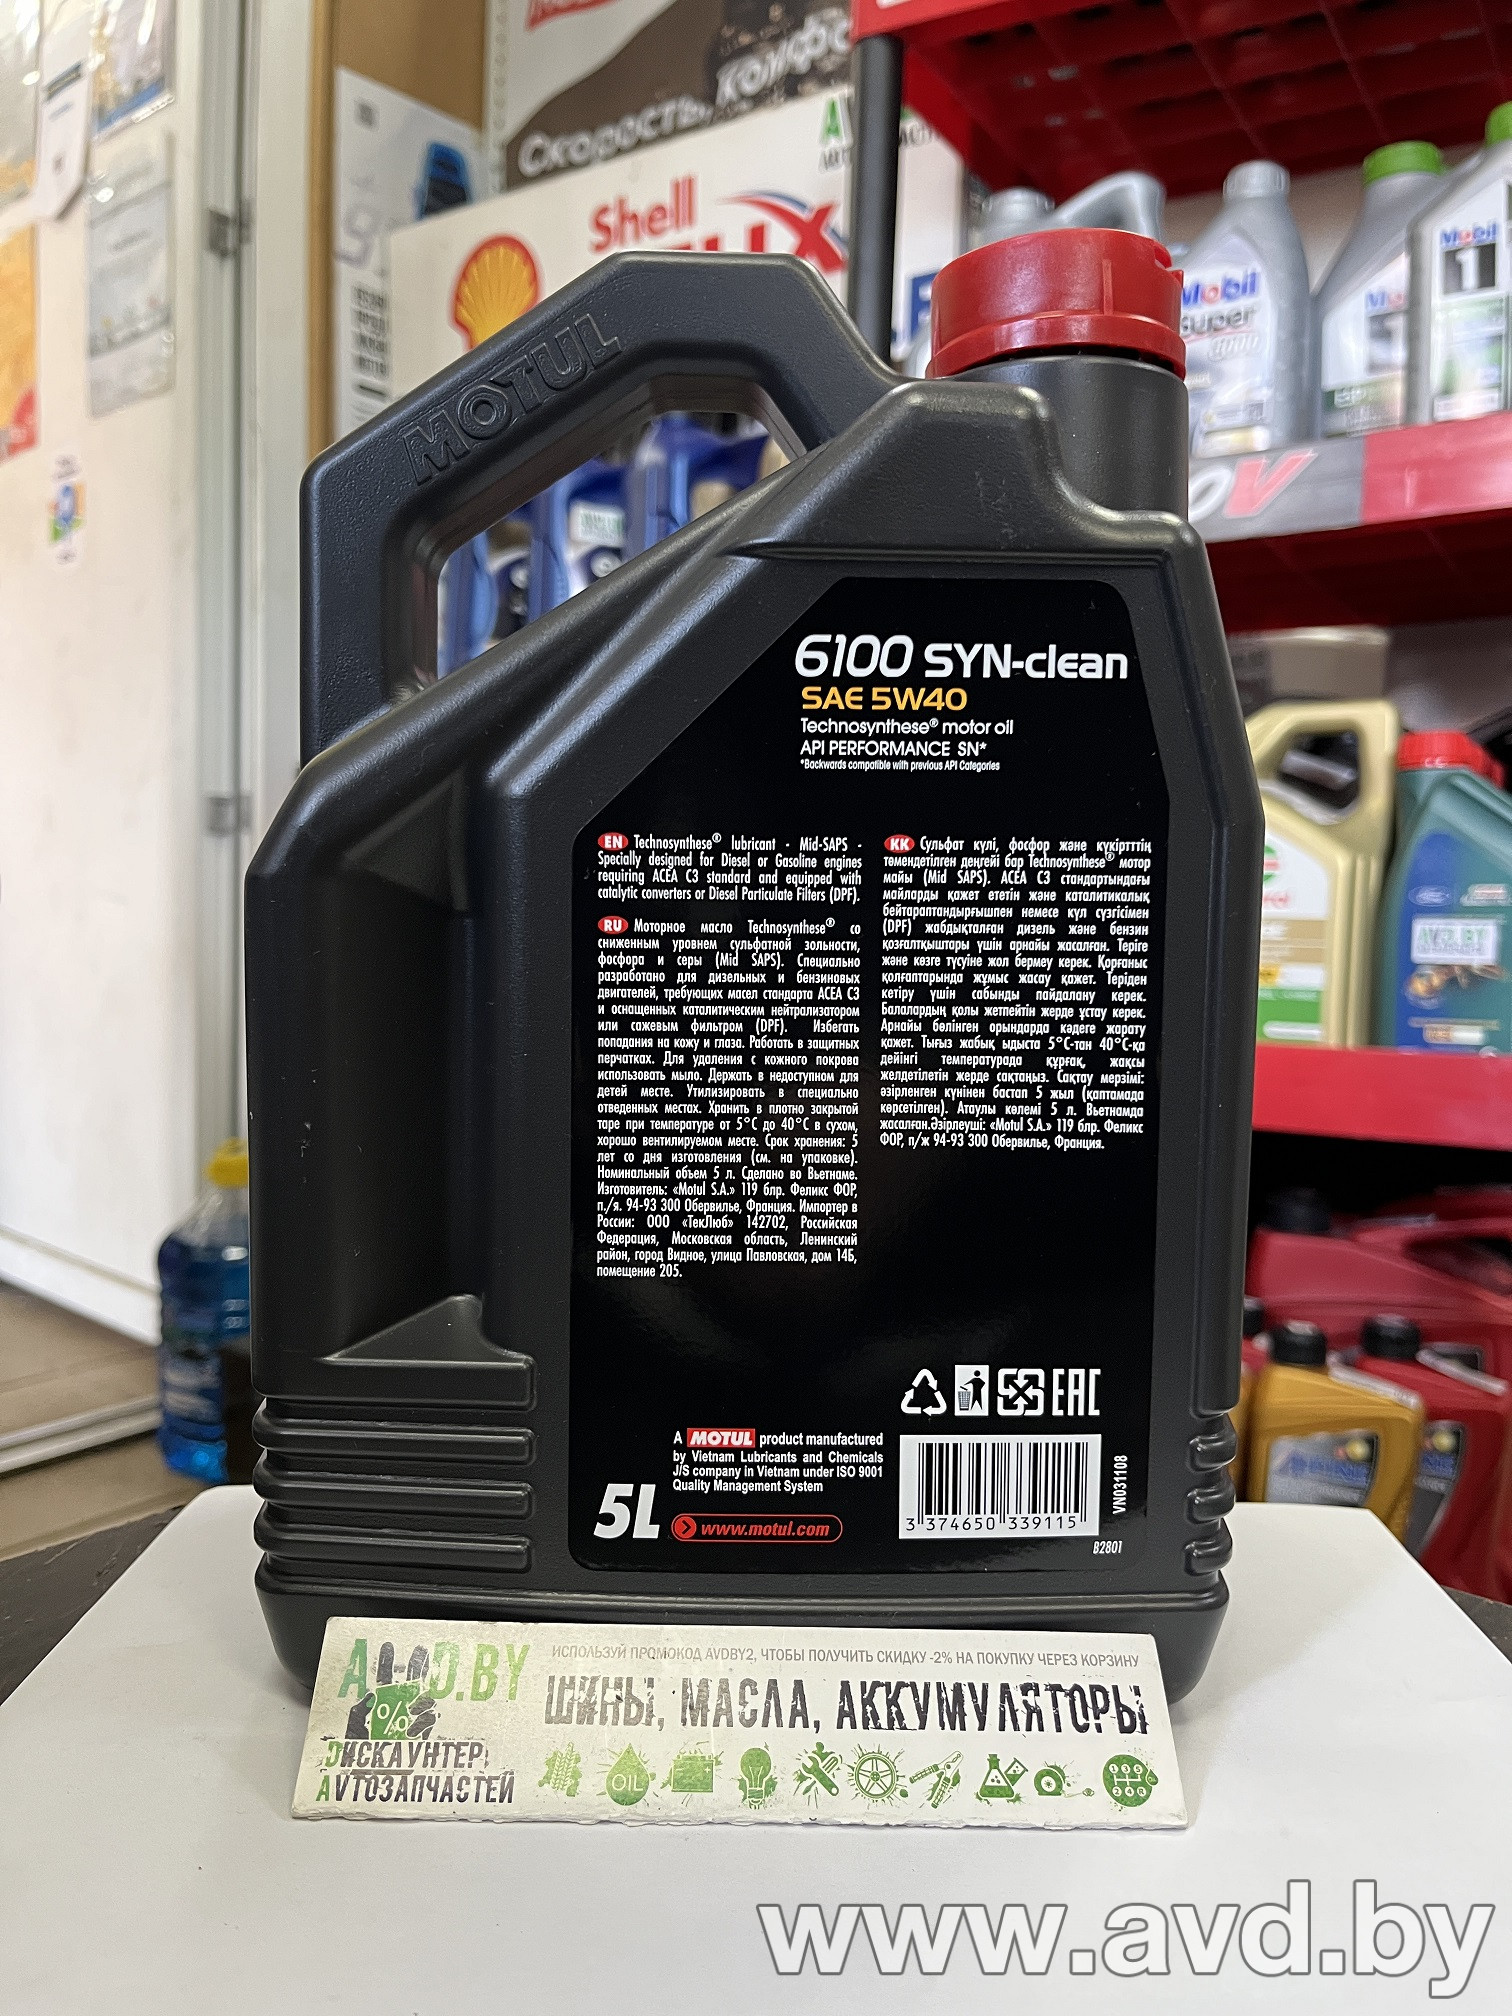 Скорость, комфо
Shell
Mobil
Super
3000
Mobil
1
MOTUL
6100 SYN-clean
SAE 5W40
Technosynthese® motor oil
API PERFORMANCE SN*
*Backwards compatible with previous API Categories
EN Technosynthese® lubricant - Mid-SAPS -
Specially designed for Diesel or Gasoline engines
requiring ACEA C3 standard and equipped with
catalytic converters or Diesel Particulate Filters (DPF).
RU Моторное масло Technosynthese® со
сниженным уровнем сульфатной зольности,
фосфора и серы (Mid SAPS). Специально
разработано для дизельных и бензиновых
двигателей, требующих масел стандарта ACEA C3
и оснащенных каталитическим нейтрализатором
или сажевым фильтром (DPF). Избегать
попадания на кожу и глаза. Работать в защитных
перчатках. Для удаления с кожного покрова
использовать мыло. Держать в недоступном для
детей месте. Утилизировать в специально
отведенных местах. Хранить в плотно закрытой
таре при температуре от 5°C до 40°C в сухом,
хорошо вентилируемом месте. Срок хранения: 5
лет со дня изготовления (см. на упаковке).
Номинальный объем 5 л. Сделано во Вьетнаме.
Изготовитель: «Motul S.A.» 119 блр. Феликс ФОР,
п./я. 94-93 300 Обервилье, Франция. Импортер в
России: ООО «ТекЛюб» 142702, Российская
Федерация, Московская область, Ленинский
район, город Видное, улица Павловская, дом 14Б,
помещение 205.
KK Сульфат күлі, фосфор және күкірттің
төмендетілген деңгейі бар Technosynthese® мотор
майы (Mid SAPS). ACEA C3 стандартындағы
майларды қажет ететін және каталитикалық
бейтараптандырғышпен немесе күл сүзгісімен
(DPF) жабдықталған дизель және бензин
қозғалтқыштары үшін арнайы жасалған. Теріге
және көзге түсуіне жол бермеу керек. Қорғаныс
қолғаптарында жұмыс жасау қажет. Теріден
кетіру үшін сабынды пайдалану керек.
Балалардың қолы жетпейтін жерде ұстау керек.
Арнайы бөлінген орындарда кәдеге жарату
қажет. Тығыз жабық ыдыста 5°C-тан 40°C-қа
дейінгі температурада құрғақ, жақсы
желдетілетін жерде сақтаңыз. Сақтау мерзімі:
әзірленген күнінен бастап 5 жыл (қаптамада
көрсетілген). Атаулы көлемі 5 л. Вьетнамда
жасалған.Әзірлеуші: «Motul S.A.» 119 блр. Феликс
ФОР, п/ж 94-93 300 Обервилье, Франция.
EAC
A MOTUL product manufactured
by Vietnam Lubricants and Chemicals
J/S company in Vietnam under ISO 9001
Quality Management System
5L
www.motul.com
3 374650 339115
VN031108
B2801
AVD.BY
ИСПОЛЬЗУЙ ПРОМОКОД AVDBY2, ЧТОБЫ ПОЛУЧИТЬ СКИДКУ -2% НА ПОКУПКУ ЧЕРЕЗ КОРЗИНУ
ШИНЫ, МАСЛА, АККУМУЛЯТОРЫ
%
DИСКАУНТЕР
AVТОЗАПЧАСТЕЙ
OIL
1 3 5
2 4 R
www.avd.by